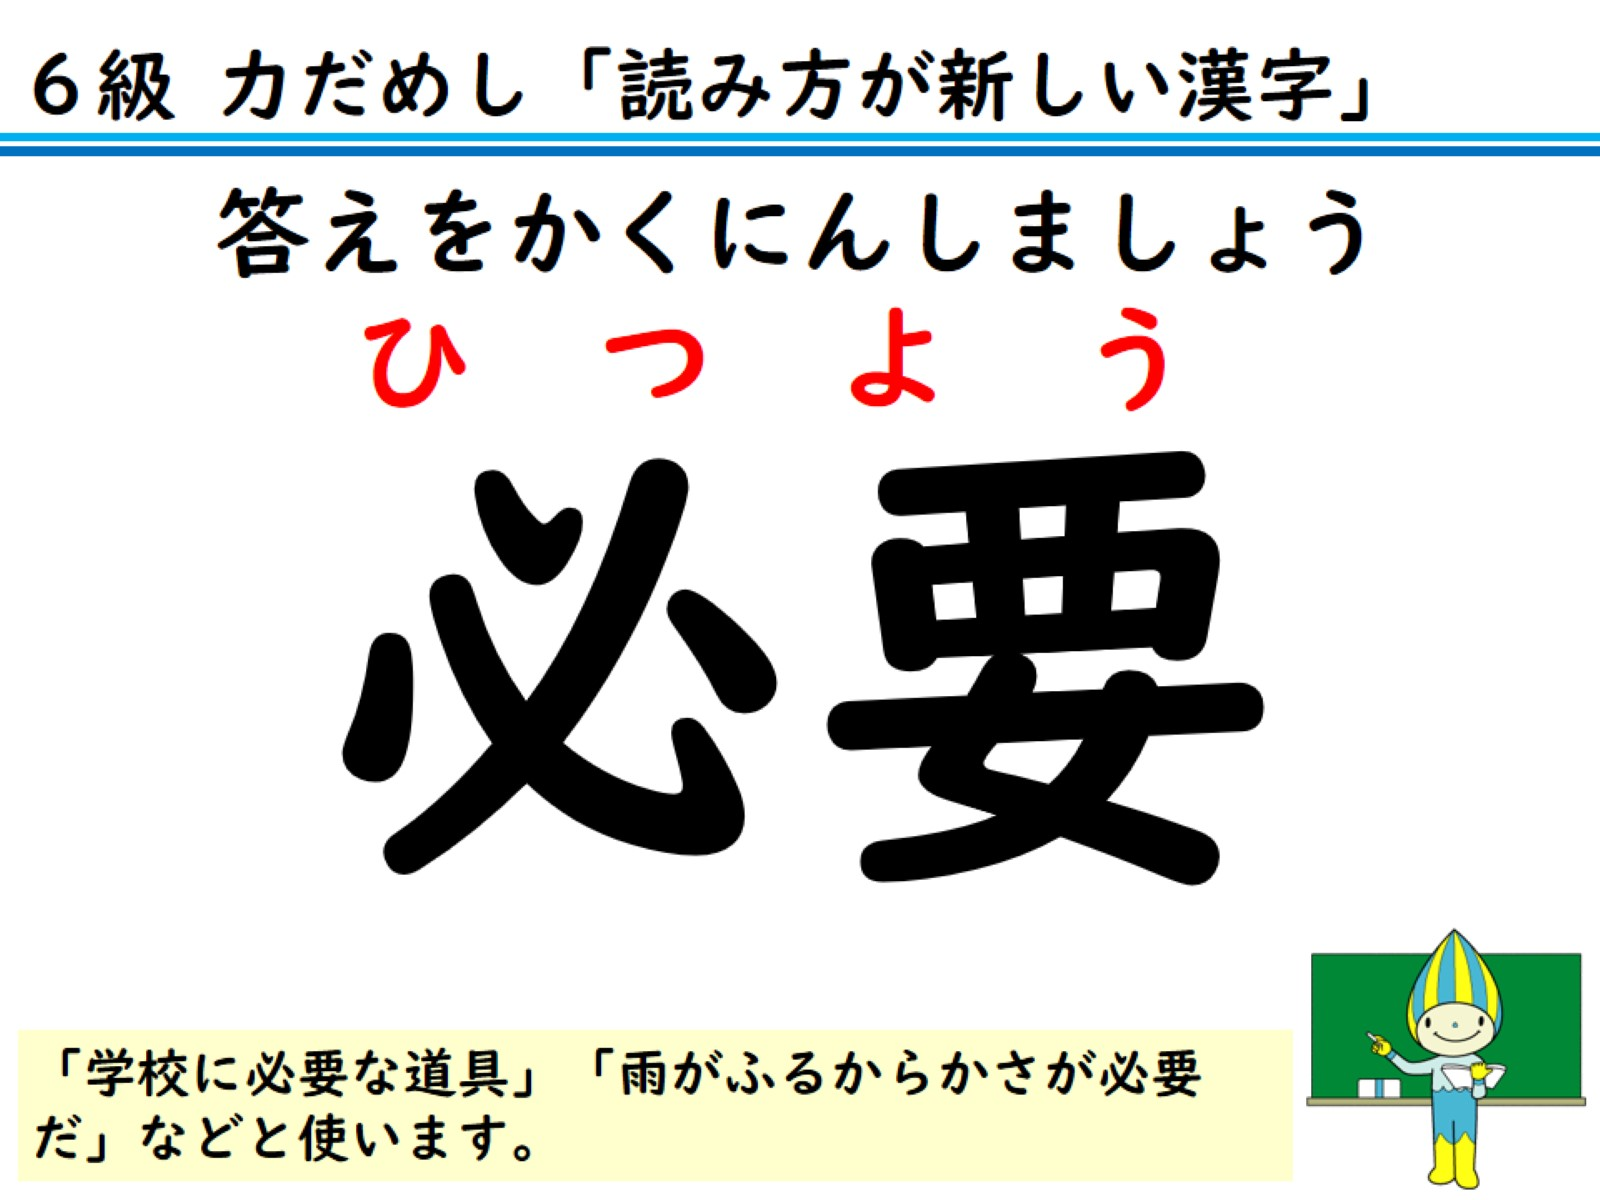 ６級 力だめし「読み方が新しい漢字」
答えをかくにんしましょう
ひつよう
必要
「学校に必要な道具」「雨がふるからかさが必要
だ」などと使います。